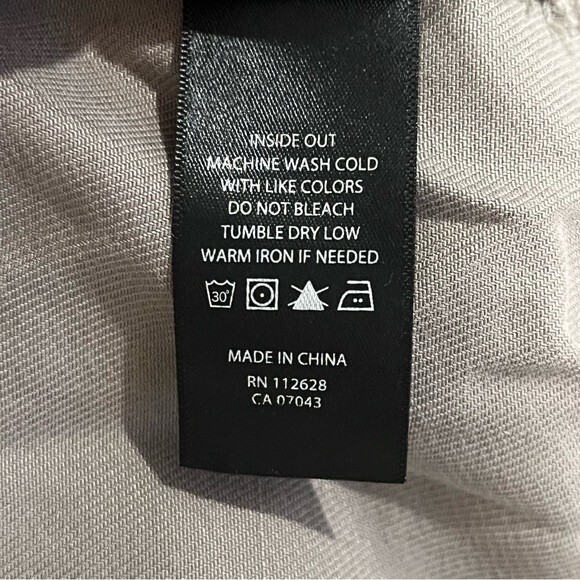 INSIDE OUT
MACHINE WASH COLD
WITH LIKE COLORS
DO NOT BLEACH
TUMBLE DRY LOW
WARM IRON IF NEEDED
30°
MADE IN CHINA
RN 112628
CA 07043